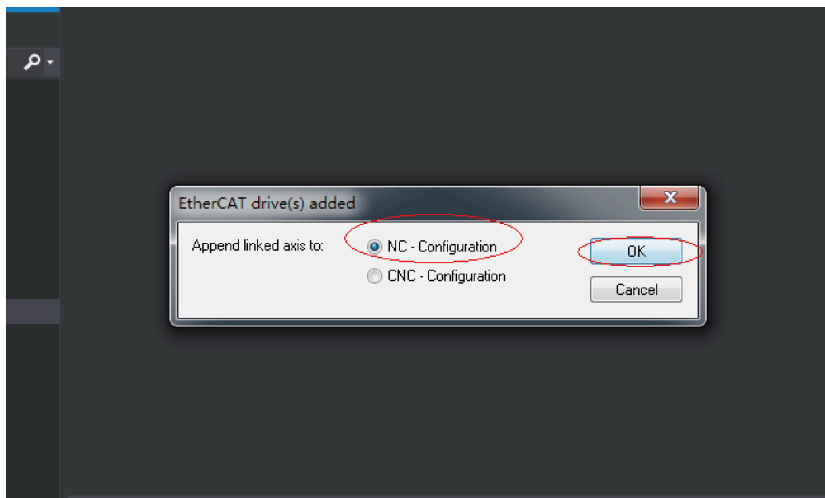 EtherCAT drive(s) added
Append linked axis to:
NC - Configuration
OK
CNC - Configuration
Cancel